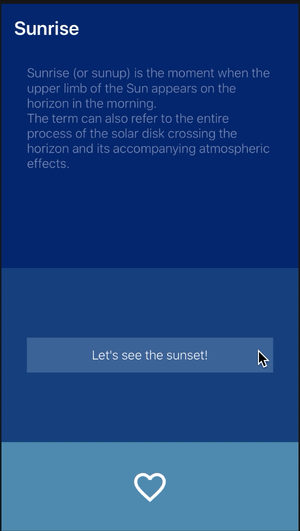 Sunrise
Sunrise (or sunup) is the moment when the
upper limb of the Sun appears on the
horizon in the morning.
The term can also refer to the entire
process of the solar disk crossing the
horizon and its accompanying atmospheric
effects.
Let's see the sunset!